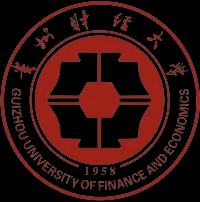 贵州财经大学
1958
GUIZHOU UNIVERSITY OF FINANCE AND ECONOMICS